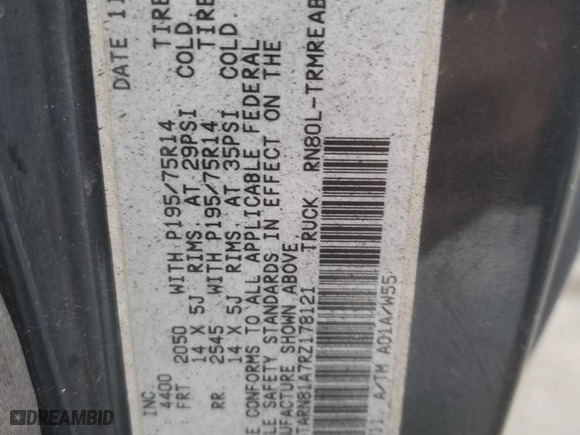 DATE 11
INC.
4400
FRT. 2050 WITH P195/75R14 TIRE
14 X 5J RIMS. AT 29PSI COLD
RR. 2545 WITH P195/75R14 TIRE
14 X 5J RIMS. AT 35PSI COLD
E CONFORMS TO ALL APPLICABLE FEDERAL
LE SAFETY STANDARDS IN EFFECT ON THE
UFACTURE SHOWN ABOVE.
TARN81A7RZ178121 TRUCK RN80L-TRMREAB
A/TM A01A/W55
DREAMBID